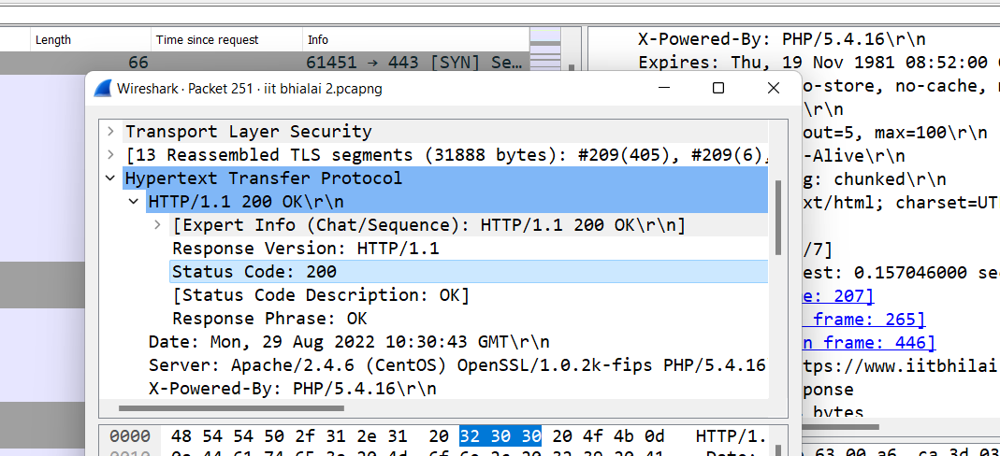 Length Time since request Info
66 61451 → 443 [SYN] Se…
X-Powered-By: PHP/5.4.16\r\n
Expires: Thu, 19 Nov 1981 08:52:00
o-store, no-cache,
\r\n
out=5, max=100\r\n
-Alive\r\n
g: chunked\r\n
xt/html; charset=UT
/7]
est: 0.157046000 sec
e: 207]
frame: 265]
n frame: 446]
tps://www.iitbhilai
ponse
bytes
Wireshark · Packet 251 · iit bhialai 2.pcapng
Transport Layer Security
[13 Reassembled TLS segments (31888 bytes): #209(405), #209(6),
Hypertext Transfer Protocol
HTTP/1.1 200 OK\r\n
[Expert Info (Chat/Sequence): HTTP/1.1 200 OK\r\n]
Response Version: HTTP/1.1
Status Code: 200
[Status Code Description: OK]
Response Phrase: OK
Date: Mon, 29 Aug 2022 10:30:43 GMT\r\n
Server: Apache/2.4.6 (CentOS) OpenSSL/1.0.2k-fips PHP/5.4.16
X-Powered-By: PHP/5.4.16\r\n
0000 48 54 54 50 2f 31 2e 31 20 32 30 30 20 4f 4b 0d HTTP/1.